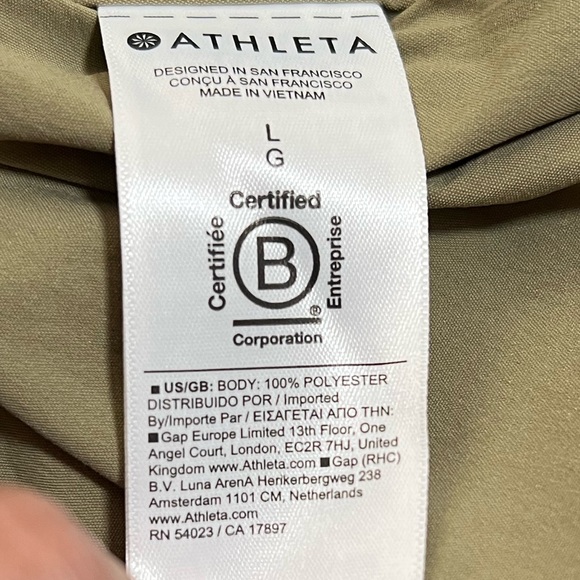 ATHLETA
DESIGNED IN SAN FRANCISCO
CONÇU À SAN FRANCISCO
MADE IN VIETNAM
L
G
Certified
Certifiée
B
Entreprise
®
Corporation
■ US/GB: BODY: 100% POLYESTER
DISTRIBUIDO POR / Imported
By/Importe Par / ΕΙΣΑΓΕΤΑΙ ΑΠΟ ΤΗΝ:
■ Gap Europe Limited 13th Floor, One
Angel Court, London, EC2R 7HJ, United
Kingdom www.Athleta.com ■ Gap (RHC)
B.V. Luna ArenA Herikerbergweg 238
Amsterdam 1101 CM, Netherlands
www.Athleta.com
RN 54023 / CA 17897